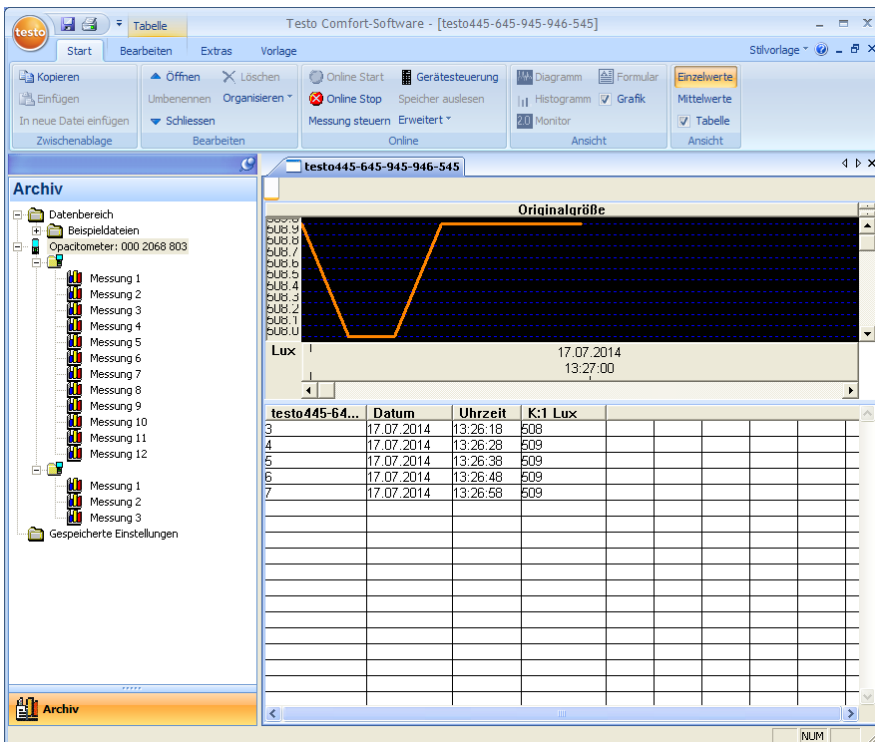 testo
Tabelle
Testo Comfort-Software - [testo445-645-945-946-545]
Start Bearbeiten Extras Vorlage Stilvorlage
Kopieren
Einfügen
In neue Datei einfügen
Zwischenablage
Öffnen Löschen
Umbenennen Organisieren
Schliessen
Bearbeiten
Online Start Gerätesteuerung
Online Stop Speicher auslesen
Messung steuern Erweitert
Online
Diagramm Formular
Histogramm Grafik
2.0 Monitor
Ansicht
Einzelwerte
Mittelwerte
Tabelle
Ansicht
Archiv
Datenbereich
Beispieldateien
Opacitometer: 000 2068 803
Messung 1
Messung 2
Messung 3
Messung 4
Messung 5
Messung 6
Messung 7
Messung 8
Messung 9
Messung 10
Messung 11
Messung 12
Messung 1
Messung 2
Messung 3
Gespeicherte Einstellungen
Archiv
testo445-645-945-946-545
Originalgröße
508.9
508.8
508.7
508.6
508.5
508.4
508.3
508.2
508.1
508.0
Lux
17.07.2014
13:27:00
testo445-64... Datum Uhrzeit K:1 Lux
3 17.07.2014 13:26:18 508
4 17.07.2014 13:26:28 509
5 17.07.2014 13:26:38 509
6 17.07.2014 13:26:48 509
7 17.07.2014 13:26:58 509
NUM